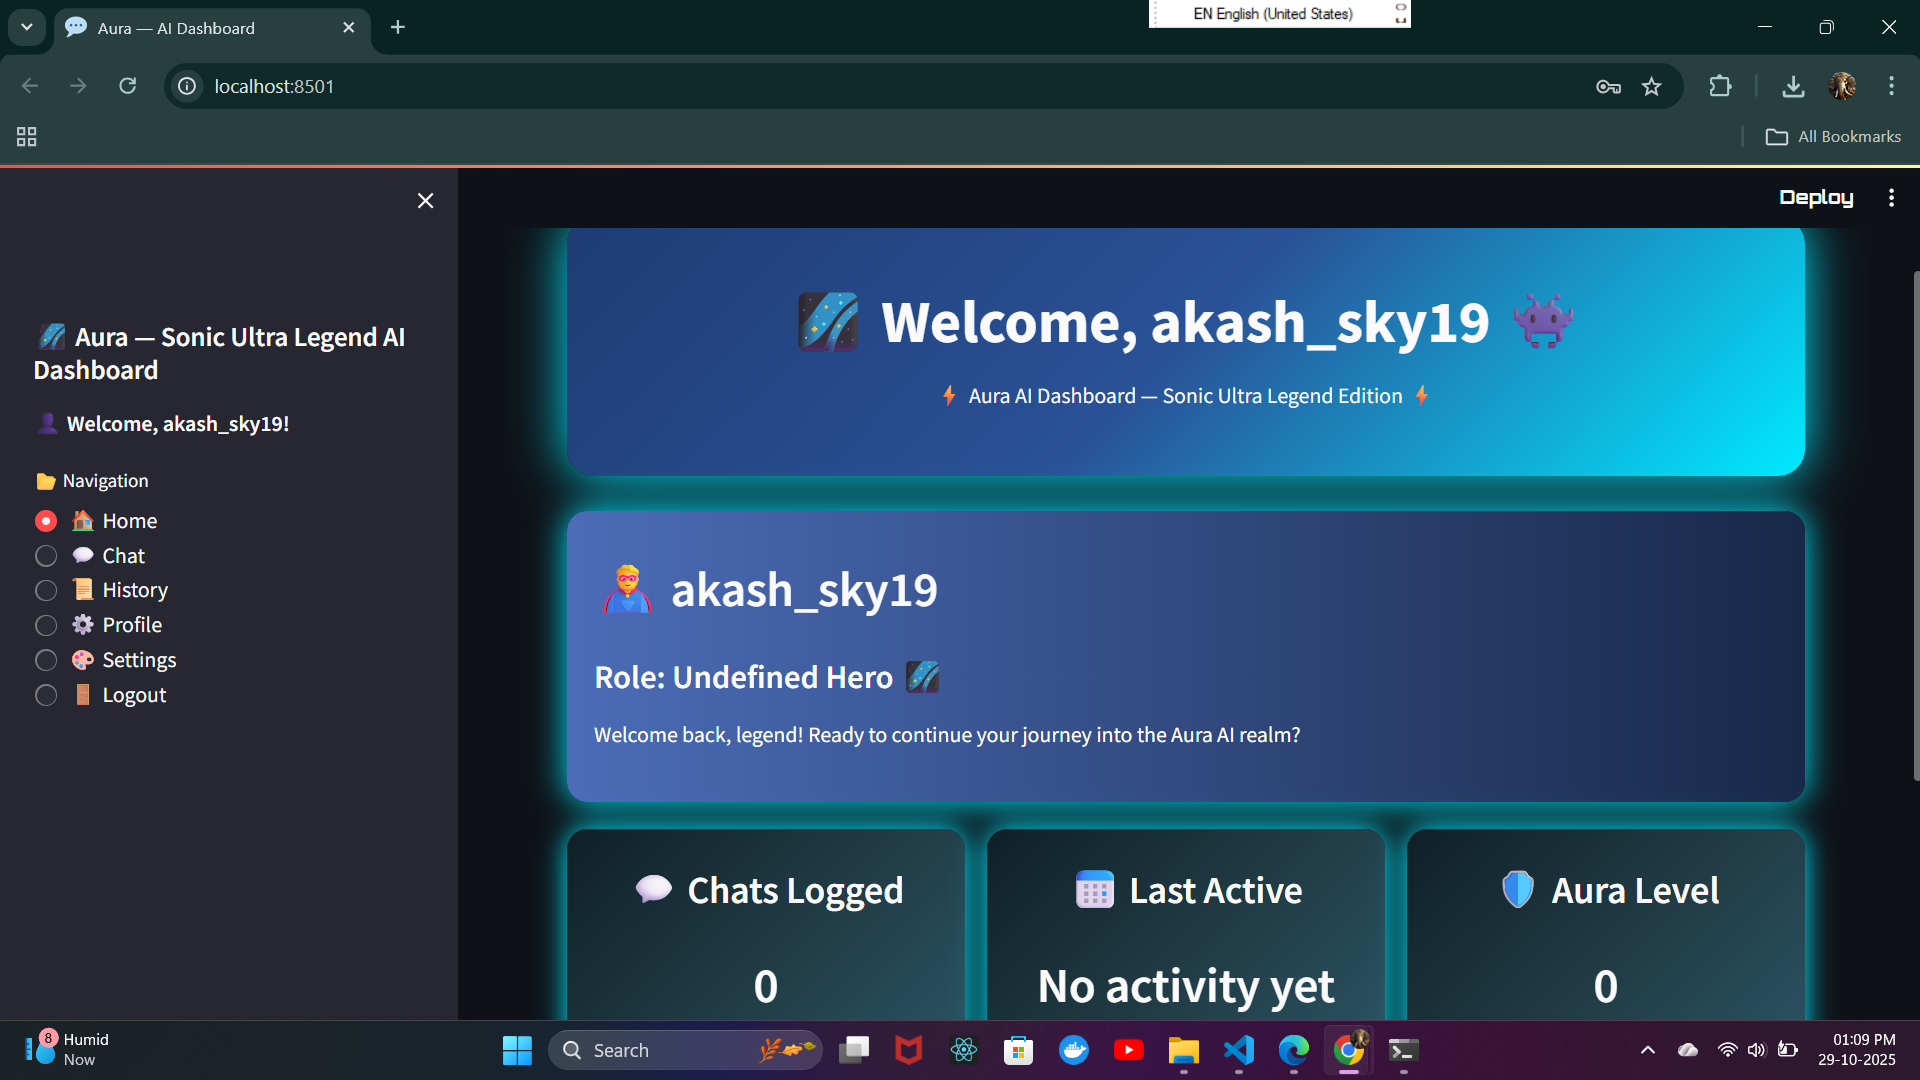 Aura — AI Dashboard
EN English (United States)
localhost:8501
All Bookmarks
Deploy
Aura — Sonic Ultra Legend AI
Dashboard
Welcome, akash_sky19!
Navigation
Home
Chat
History
Profile
Settings
Logout
Welcome, akash_sky19
Aura AI Dashboard — Sonic Ultra Legend Edition
akash_sky19
Role: Undefined Hero
Welcome back, legend! Ready to continue your journey into the Aura AI realm?
Chats Logged
0
Last Active
No activity yet
Aura Level
0
8
Humid
Now
Search
01:09 PM
29-10-2025